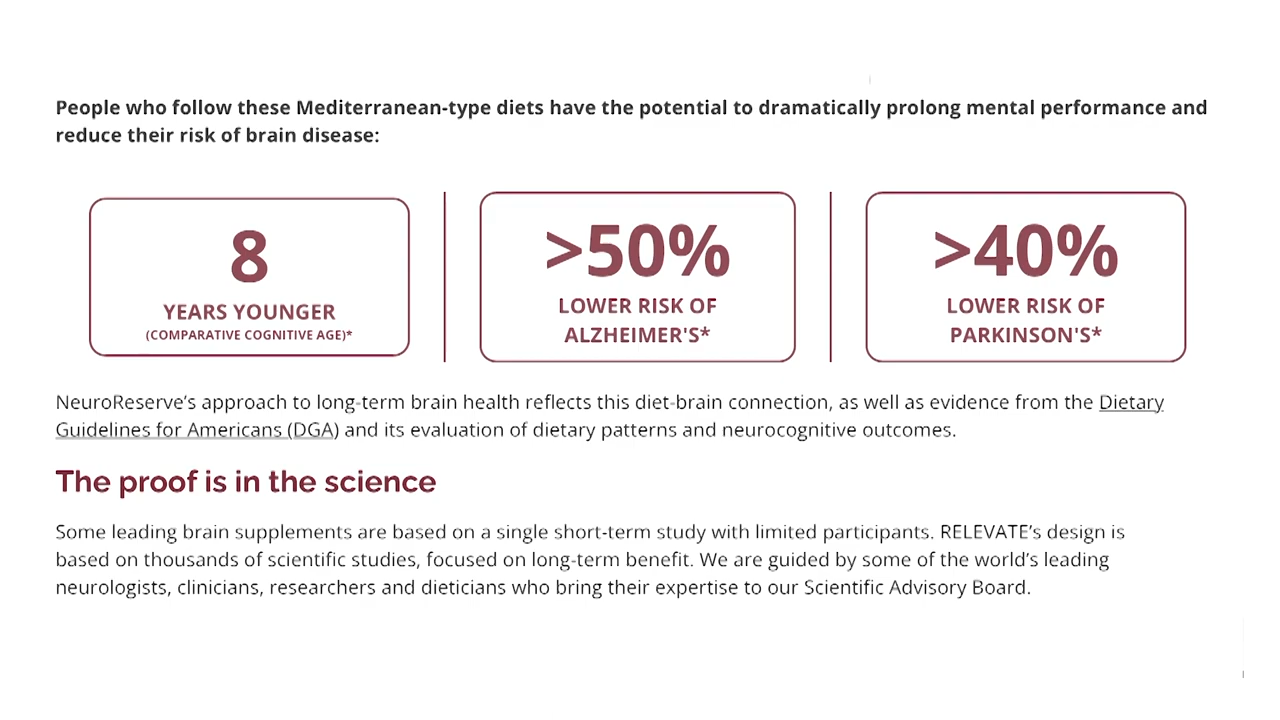 People who follow these Mediterranean-type diets have the potential to dramatically prolong mental performance and
reduce their risk of brain disease:
8
YEARS YOUNGER
(COMPARATIVE COGNITIVE AGE)*
>50%
LOWER RISK OF
ALZHEIMER'S*
>40%
LOWER RISK OF
PARKINSON'S*
NeuroReserve’s approach to long-term brain health reflects this diet-brain connection, as well as evidence from the Dietary
Guidelines for Americans (DGA) and its evaluation of dietary patterns and neurocognitive outcomes.
The proof is in the science
Some leading brain supplements are based on a single short-term study with limited participants. RELEVATE’s design is
based on thousands of scientific studies, focused on long-term benefit. We are guided by some of the world’s leading
neurologists, clinicians, researchers and dieticians who bring their expertise to our Scientific Advisory Board.